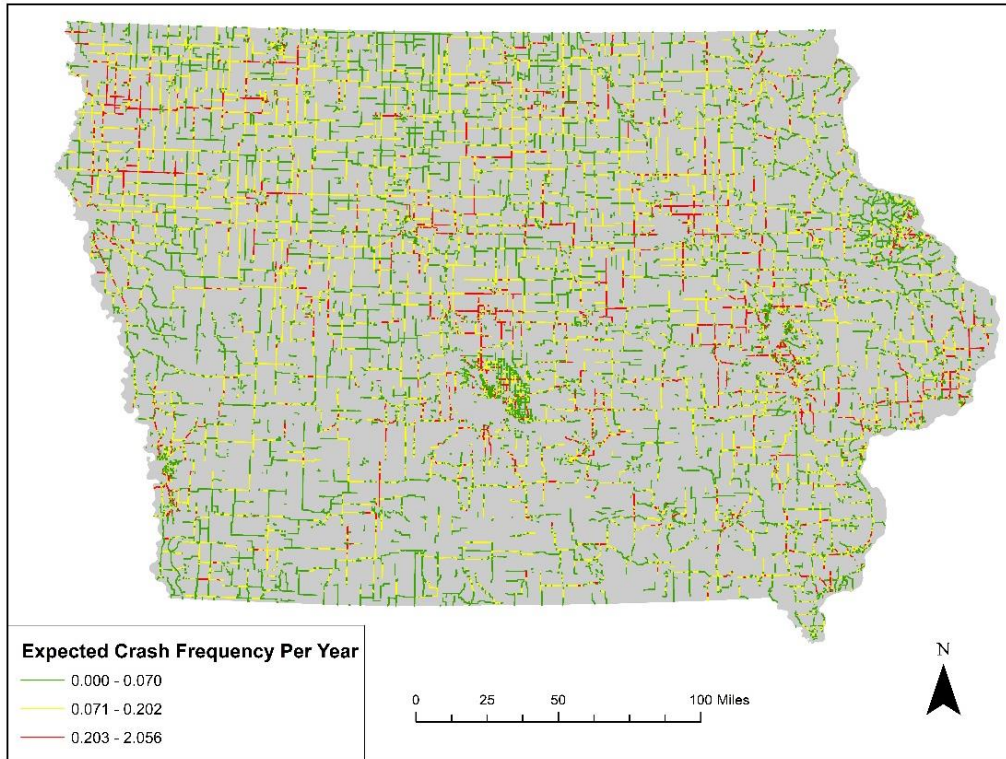 Expected Crash Frequency Per Year
0.000 - 0.070
0.071 - 0.202
0.203 - 2.056
0 25 50 100 Miles
N